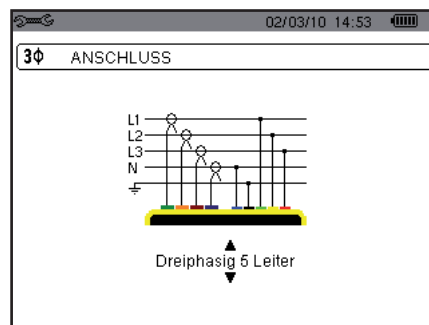 02/03/10 14:53
3Φ ANSCHLUSS
L1
L2
L3
N
Dreiphasig 5 Leiter